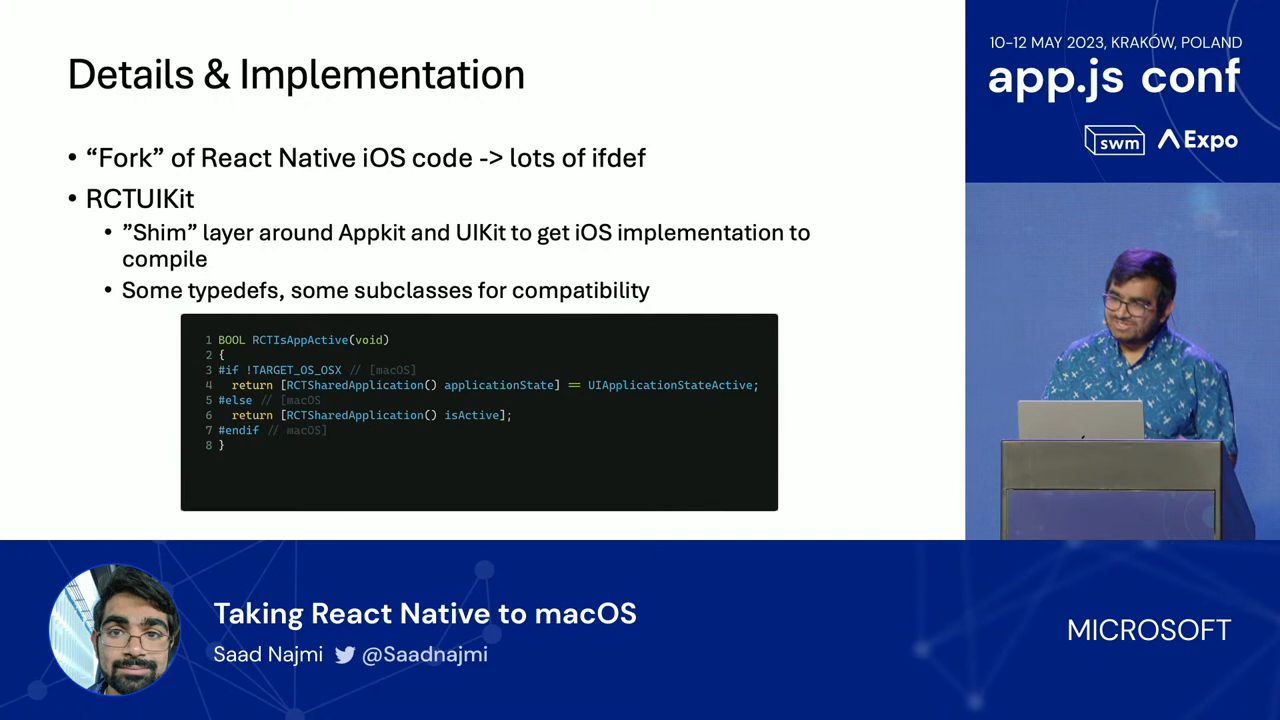 Details & Implementation
• “Fork” of React Native iOS code -> lots of ifdef
• RCTUIKit
• ”Shim” layer around Appkit and UIKit to get iOS implementation to
compile
• Some typedefs, some subclasses for compatibility
1 BOOL RCTIsAppActive(void)
2 {
3 #if !TARGET_OS_OSX // [macOS]
4   return [RCTSharedApplication() applicationState] == UIApplicationStateActive;
5 #else // [macOS
6   return [RCTSharedApplication() isActive];
7 #endif // macOS]
8 }
10–12 MAY 2023, KRAKÓW, POLAND
app.js conf
swm Expo
Taking React Native to macOS
Saad Najmi @Saadnajmi
MICROSOFT